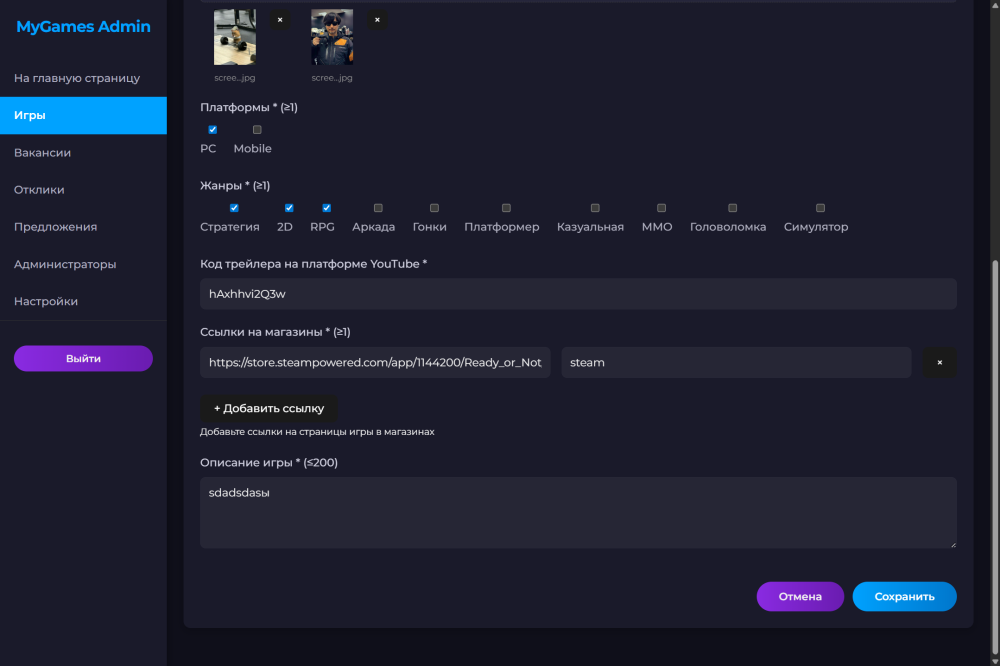 MyGames Admin
На главную страницу
Игры
Вакансии
Отклики
Предложения
Администраторы
Настройки
Выйти
×
×
scree...jpg
scree...jpg
Платформы * (≥1)
PC
Mobile
Жанры * (≥1)
Стратегия
2D
RPG
Аркада
Гонки
Платформер
Казуальная
ММО
Головоломка
Симулятор
Код трейлера на платформе YouTube *
hAxhhvi2Q3w
Ссылки на магазины * (≥1)
https://store.steampowered.com/app/1144200/Ready_or_Not
steam
×
+ Добавить ссылку
Добавьте ссылки на страницы игры в магазинах
Описание игры * (≤200)
sdadsdasы
Отмена
Сохранить